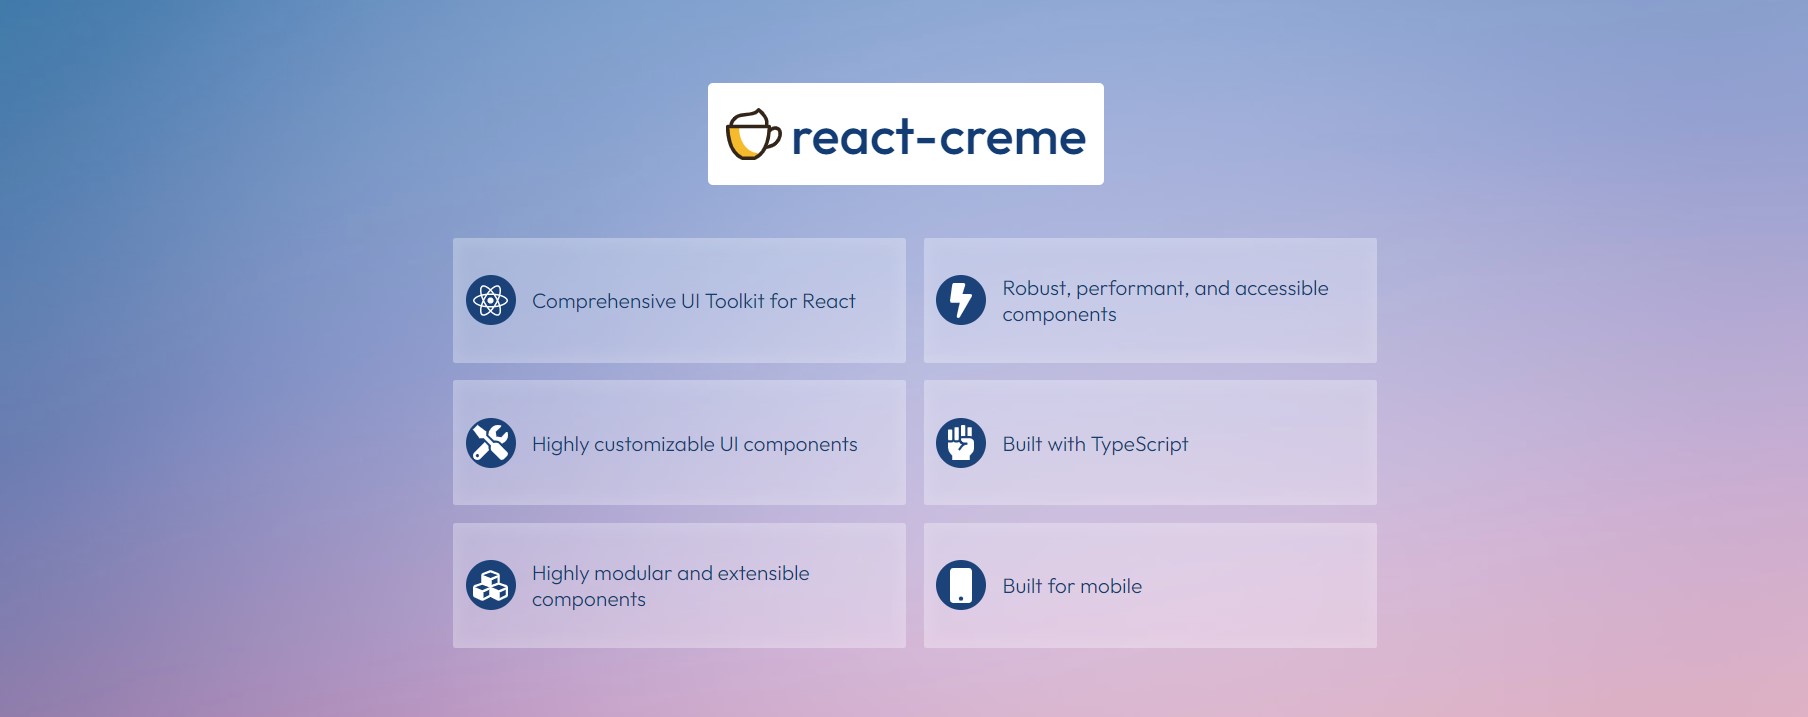 react-creme
Comprehensive UI Toolkit for React
Robust, performant, and accessible
components
Highly customizable UI components
Built with TypeScript
Highly modular and extensible
components
Built for mobile